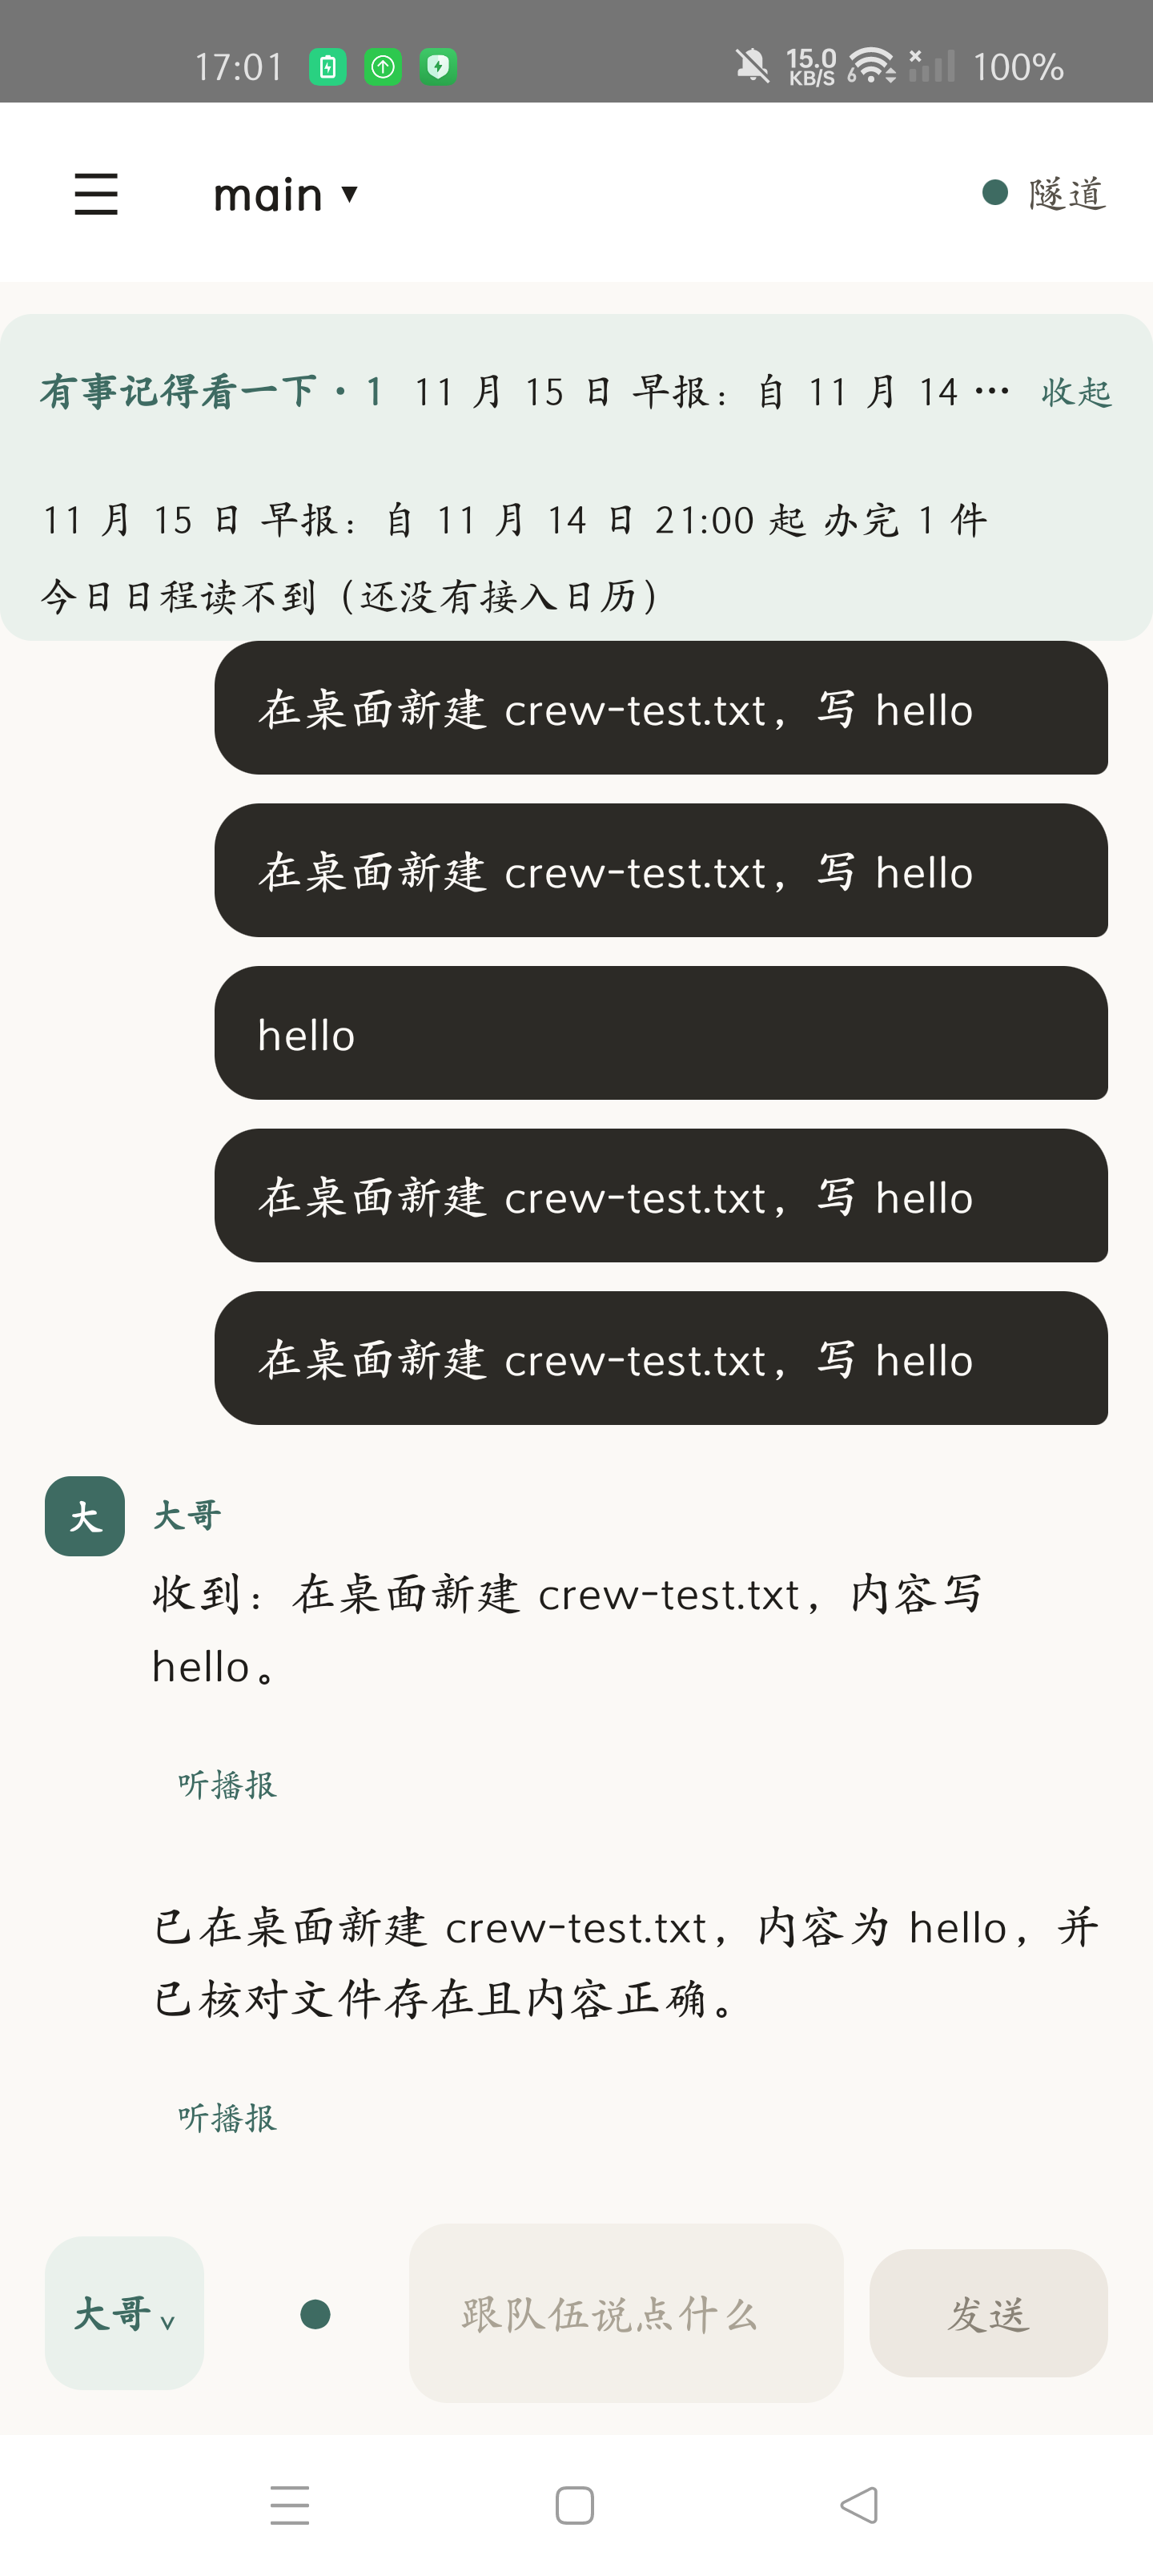 17:01 15.0 KB/S 6 100%
main ▼ 隧道
有事记得看一下 · 1 11 月 15 日 早报：自 11 月 14 … 收起
11 月 15 日 早报：自 11 月 14 日 21:00 起 办完 1 件
今日日程读不到（还没有接入日历）
在桌面新建 crew-test.txt，写 hello
在桌面新建 crew-test.txt，写 hello
hello
在桌面新建 crew-test.txt，写 hello
在桌面新建 crew-test.txt，写 hello
大 大哥
收到：在桌面新建 crew-test.txt，内容写
hello。
听播报
已在桌面新建 crew-test.txt，内容为 hello，并
已核对文件存在且内容正确。
听播报
大哥 跟队伍说点什么 发送